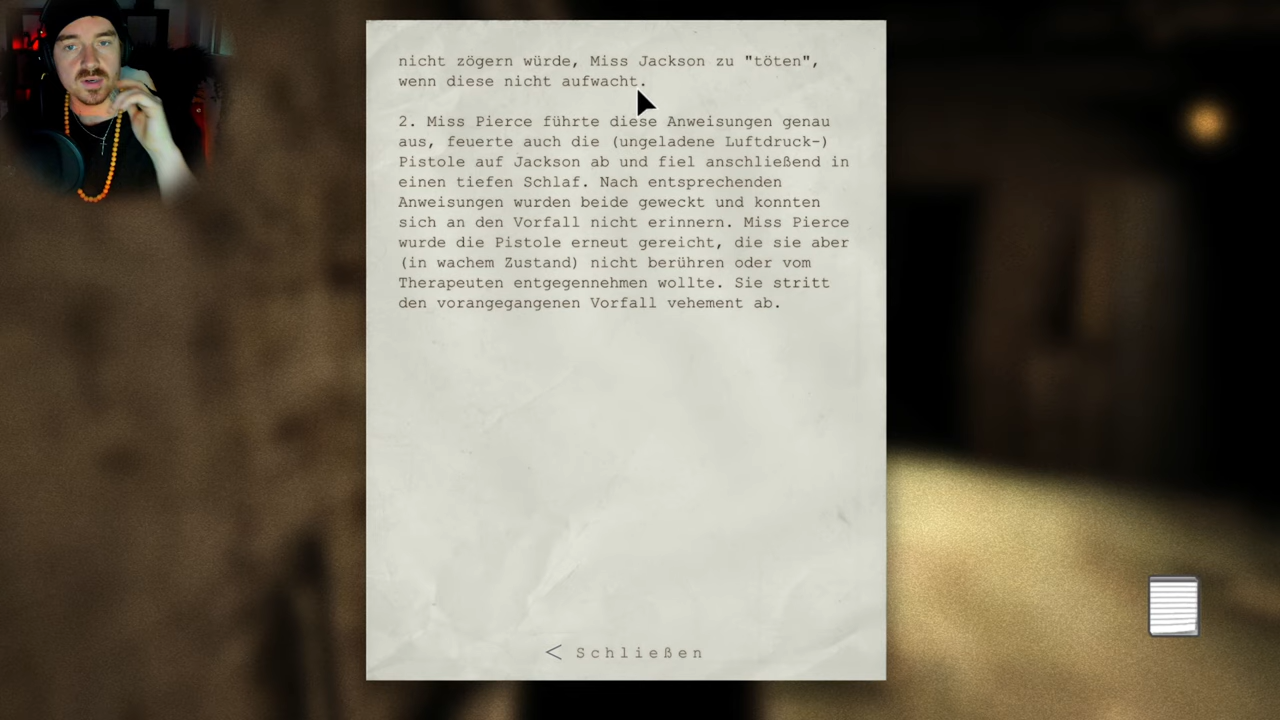 nicht zögern würde, Miss Jackson zu "töten",
wenn diese nicht aufwacht.
2. Miss Pierce führte diese Anweisungen genau
aus, feuerte auch die (ungeladene Luftdruck-)
Pistole auf Jackson ab und fiel anschließend in
einen tiefen Schlaf. Nach entsprechenden
Anweisungen wurden beide geweckt und konnten
sich an den Vorfall nicht erinnern. Miss Pierce
wurde die Pistole erneut gereicht, die sie aber
(in wachem Zustand) nicht berühren oder vom
Therapeuten entgegennehmen wollte. Sie stritt
den vorangegangenen Vorfall vehement ab.
< Schließen